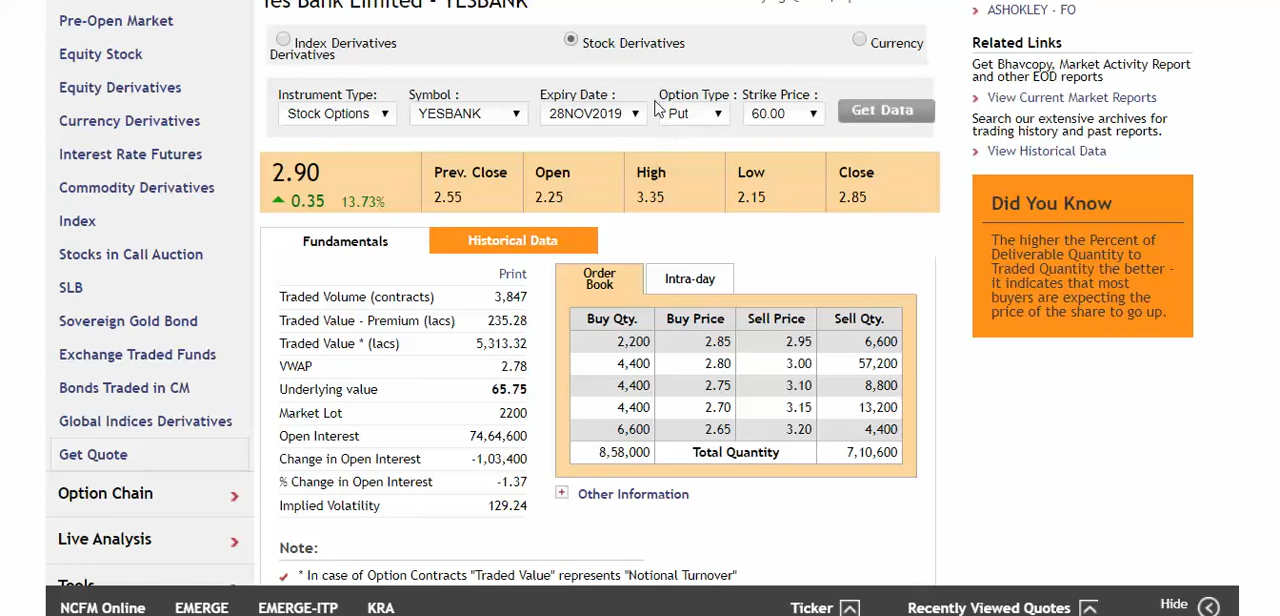 Pre-Open Market
Equity Stock
Equity Derivatives
Currency Derivatives
Interest Rate Futures
Commodity Derivatives
Index
Stocks in Call Auction
SLB
Sovereign Gold Bond
Exchange Traded Funds
Bonds Traded in CM
Global Indices Derivatives
Get Quote
Option Chain
Live Analysis
Tools
Yes Bank Limited - YESBANK
Index Derivatives
Stock Derivatives
Currency
Derivatives
Instrument Type: Symbol : Expiry Date : Option Type : Strike Price :
Stock Options YESBANK 28NOV2019 Put 60.00 Get Data
2.90 Prev. Close Open High Low Close
0.35 13.73% 2.55 2.25 3.35 2.15 2.85
Fundamentals Historical Data
Print
Traded Volume (contracts) 3,847
Traded Value - Premium (lacs) 235.28
Traded Value * (lacs) 5,313.32
VWAP 2.78
Underlying value 65.75
Market Lot 2200
Open Interest 74,64,600
Change in Open Interest -1,03,400
% Change in Open Interest -1.37
Implied Volatility 129.24
Order
Book
Intra-day
Buy Qty. Buy Price Sell Price Sell Qty.
2,200 2.85 2.95 6,600
4,400 2.80 3.00 57,200
4,400 2.75 3.10 8,800
4,400 2.70 3.15 13,200
6,600 2.65 3.20 4,400
8,58,000 Total Quantity 7,10,600
Other Information
Note:
* In case of Option Contracts "Traded Value" represents "Notional Turnover"
ASHOKLEY - FO
Related Links
Get Bhavcopy, Market Activity Report
and other EOD reports
View Current Market Reports
Search our extensive archives for
trading history and past reports.
View Historical Data
Did You Know
The higher the Percent of
Deliverable Quantity to
Traded Quantity the better -
it indicates that most
buyers are expecting the
price of the share to go up.
NCFM Online EMERGE EMERGE-ITP KRA Ticker Recently Viewed Quotes Hide